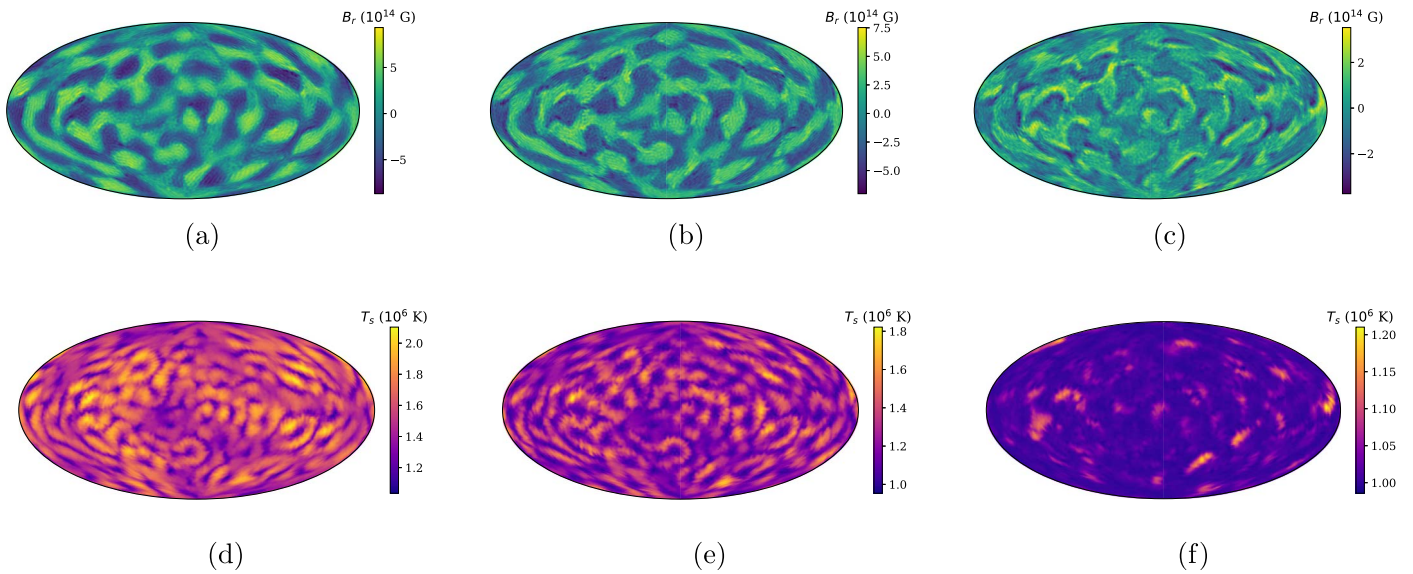 B_r (10^14 G)
5
0
−5
(a)
B_r (10^14 G)
7.5
5.0
2.5
0.0
−2.5
−5.0
(b)
B_r (10^14 G)
2
0
−2
(c)
T_s (10^6 K)
2.0
1.8
1.6
1.4
1.2
(d)
T_s (10^6 K)
1.8
1.6
1.4
1.2
1.0
(e)
T_s (10^6 K)
1.20
1.15
1.10
1.05
1.00
(f)